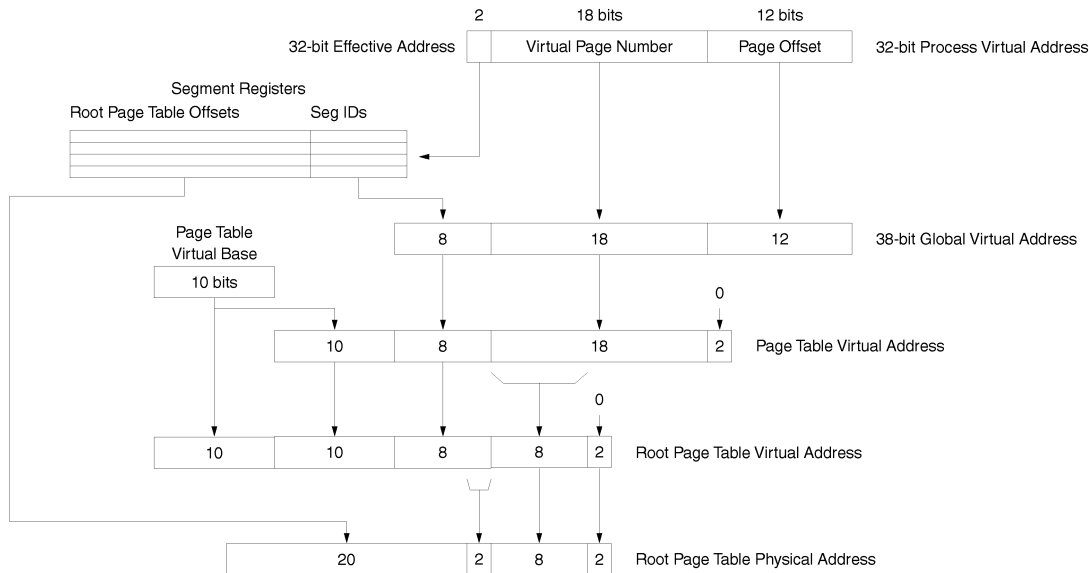 2 18 bits 12 bits
32-bit Effective Address Virtual Page Number Page Offset 32-bit Process Virtual Address
Segment Registers
Root Page Table Offsets Seg IDs
8 18 12 38-bit Global Virtual Address
Page Table
Virtual Base
10 bits
0
10 8 18 2 Page Table Virtual Address
0
10 10 8 8 2 Root Page Table Virtual Address
20 2 8 2 Root Page Table Physical Address